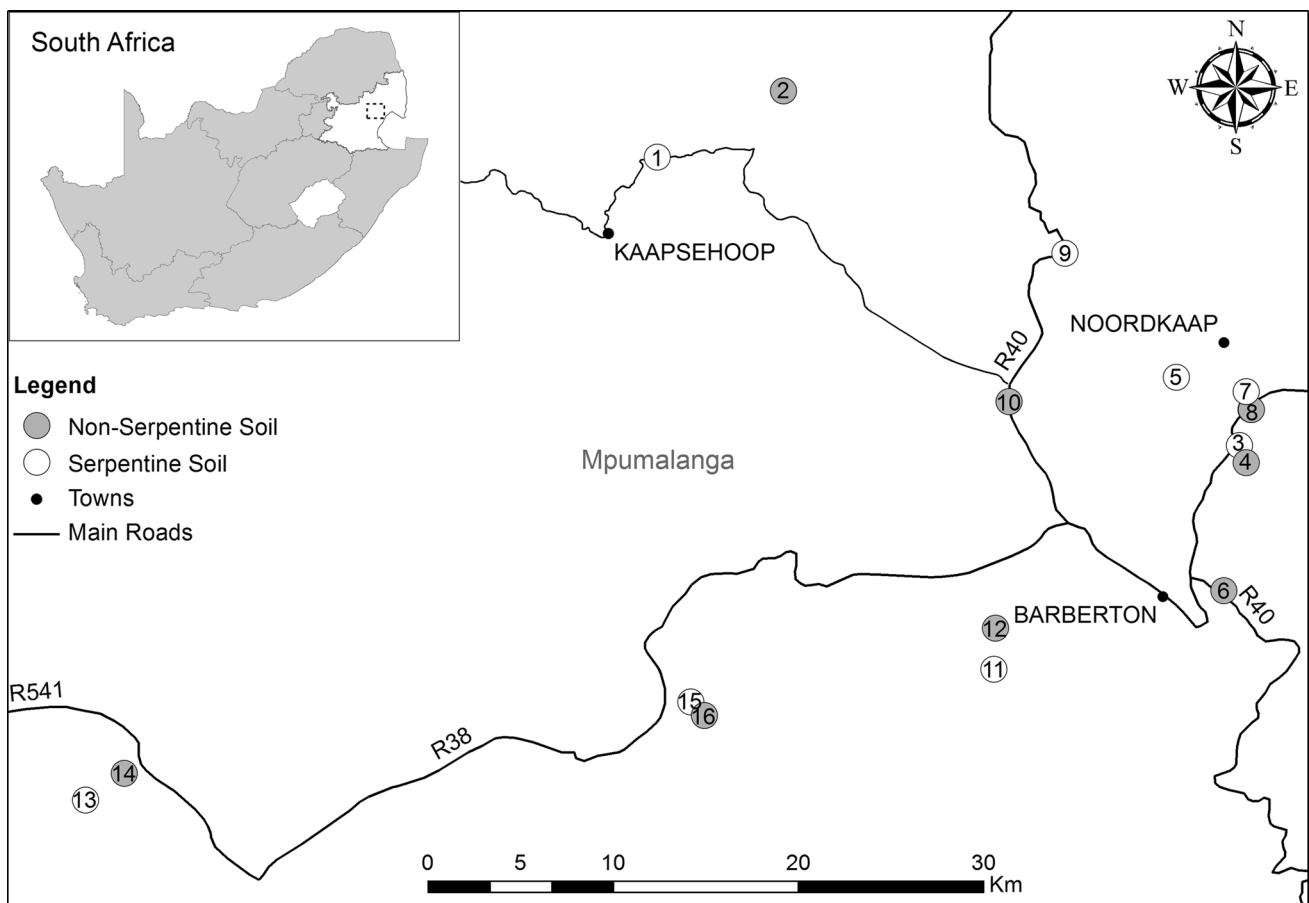 South Africa
N
W
E
S
2
1
KAAPSEHOOP
9
NOORDKAAP
R40
5
7
8
10
3
4
Legend
Non-Serpentine Soil
Serpentine Soil
Towns
Main Roads
Mpumalanga
6
R40
BARBERTON
12
11
15
16
R541
R38
14
13
0 5 10 20 30
Km